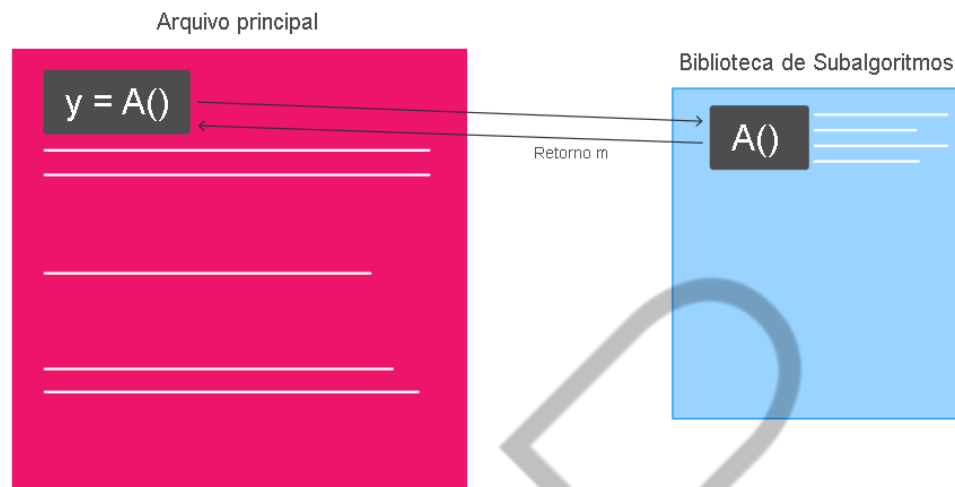 Arquivo principal
Biblioteca de Subalgoritmos
y = A()
A()
Retorno m